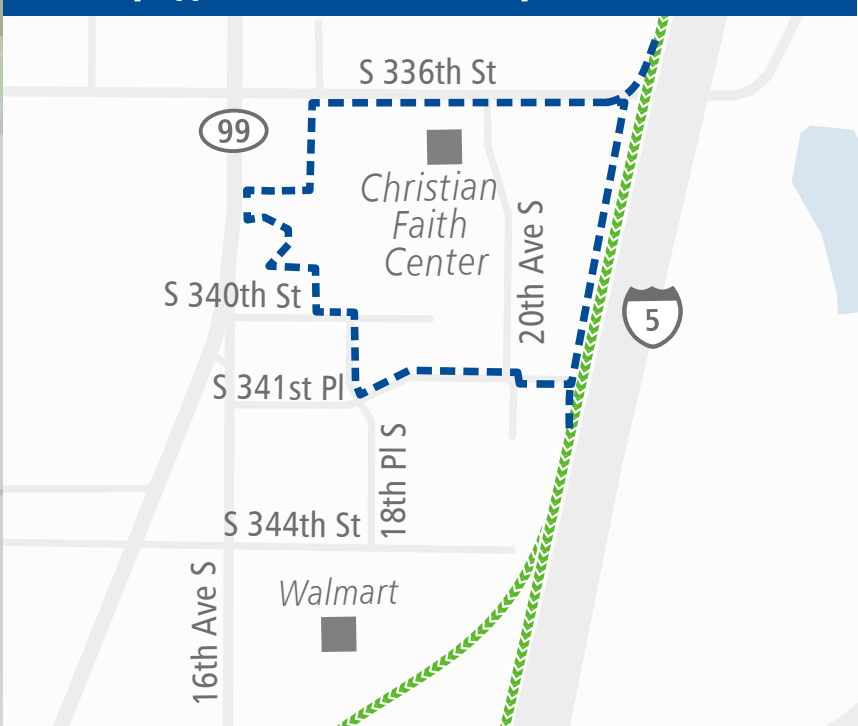 S 336th St
99
Christian
Faith
Center
20th Ave S
S 340th St
5
S 341st Pl
18th Pl S
S 344th St
Walmart
16th Ave S